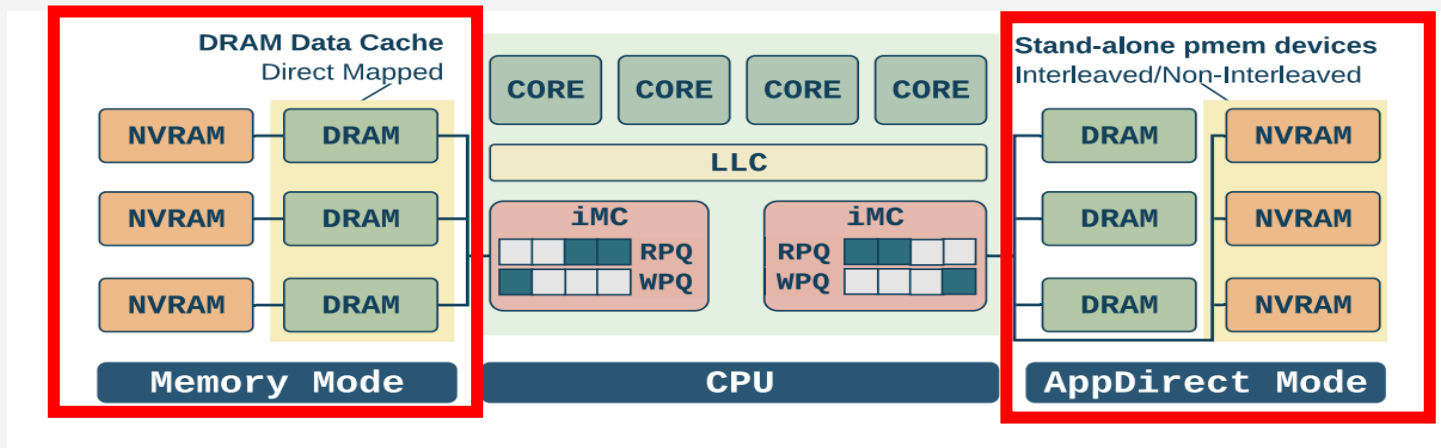 DRAM Data Cache
Direct Mapped
NVRAM DRAM
NVRAM DRAM
NVRAM DRAM
Memory Mode
CORE CORE CORE CORE
LLC
iMC
RPQ
WPQ
iMC
RPQ
WPQ
CPU
Stand-alone pmem devices
Interleaved/Non-Interleaved
DRAM NVRAM
DRAM NVRAM
DRAM NVRAM
AppDirect Mode